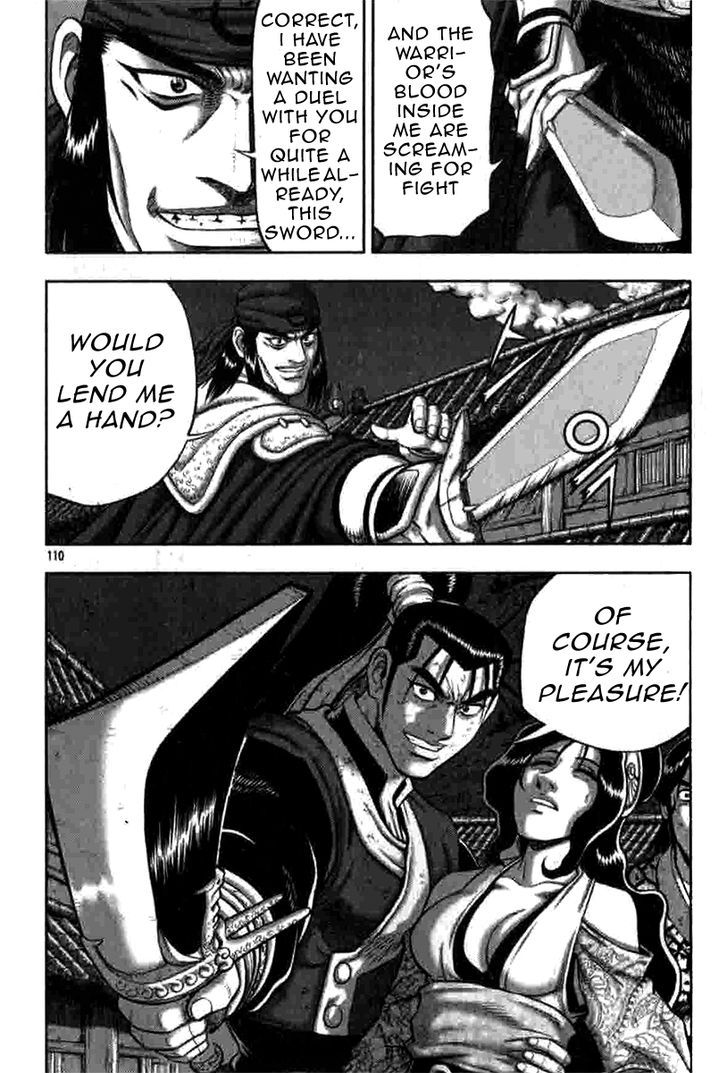 AND THE
WARRI-
OR'S
BLOOD
INSIDE
ME ARE
SCREAM-
ING FOR
FIGHT
CORRECT,
I HAVE
BEEN
WANTING
A DUEL
WITH YOU
FOR
QUITE A
WHILEAL-
READY,
THIS
SWORD...
WOULD
YOU
LEND ME
A HAND?
110
OF
COURSE,
IT'S MY
PLEASURE!